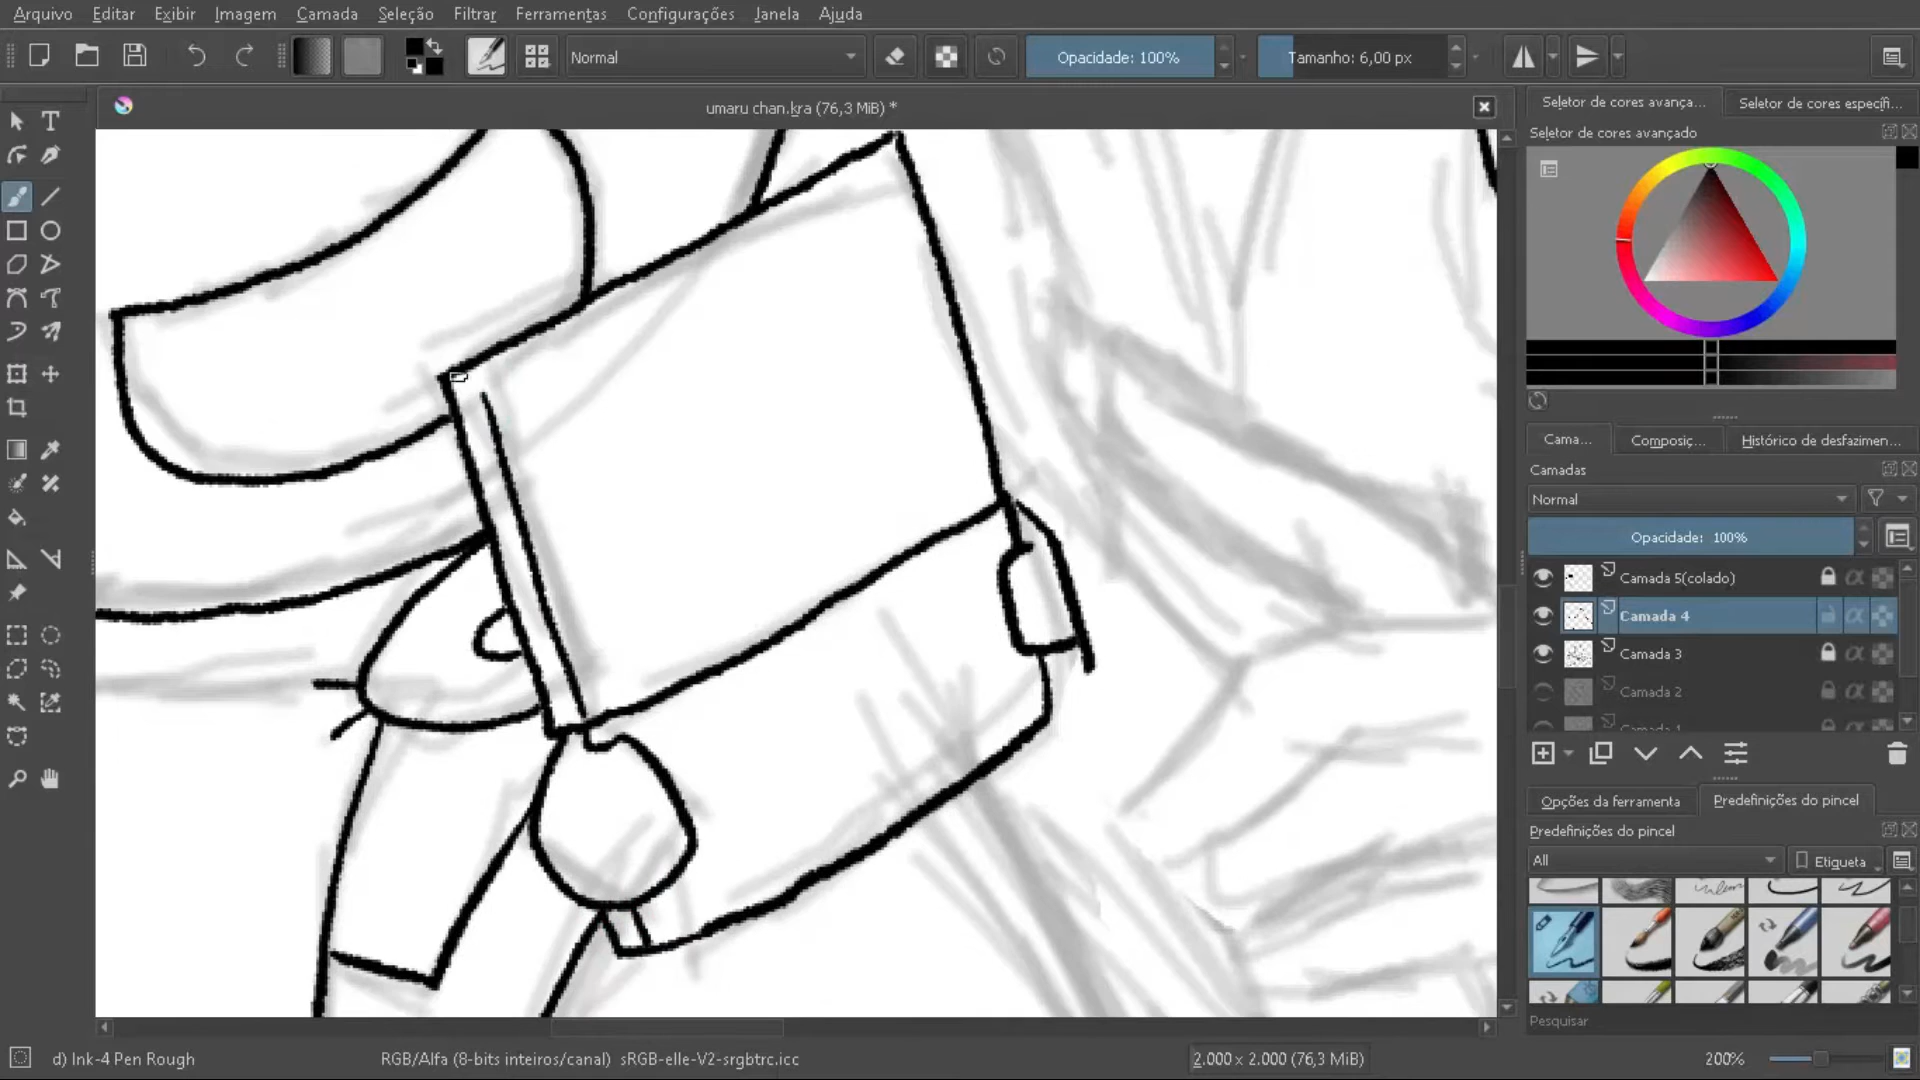 Arquivo Editar Exibir Imagem Camada Seleção Filtrar Ferramentas Configurações Janela Ajuda
Normal Opacidade: 100% Tamanho: 6,00 px
umaru chan.kra (76,3 MiB) *
Seletor de cores avança... Seletor de cores específi...
Seletor de cores avançado
Cama... Composiç... Histórico de desfazimen...
Camadas
Normal
Opacidade: 100%
Camada 5(colado)
Camada 4
Camada 3
Camada 2
Camada 1
Opções da ferramenta Predefinições do pincel
Predefinições do pincel
All Etiqueta
Pesquisar
d) Ink-4 Pen Rough RGB/Alfa (8-bits inteiros/canal) sRGB-elle-V2-srgbtrc.icc 2.000 x 2.000 (76,3 MiB) 200%